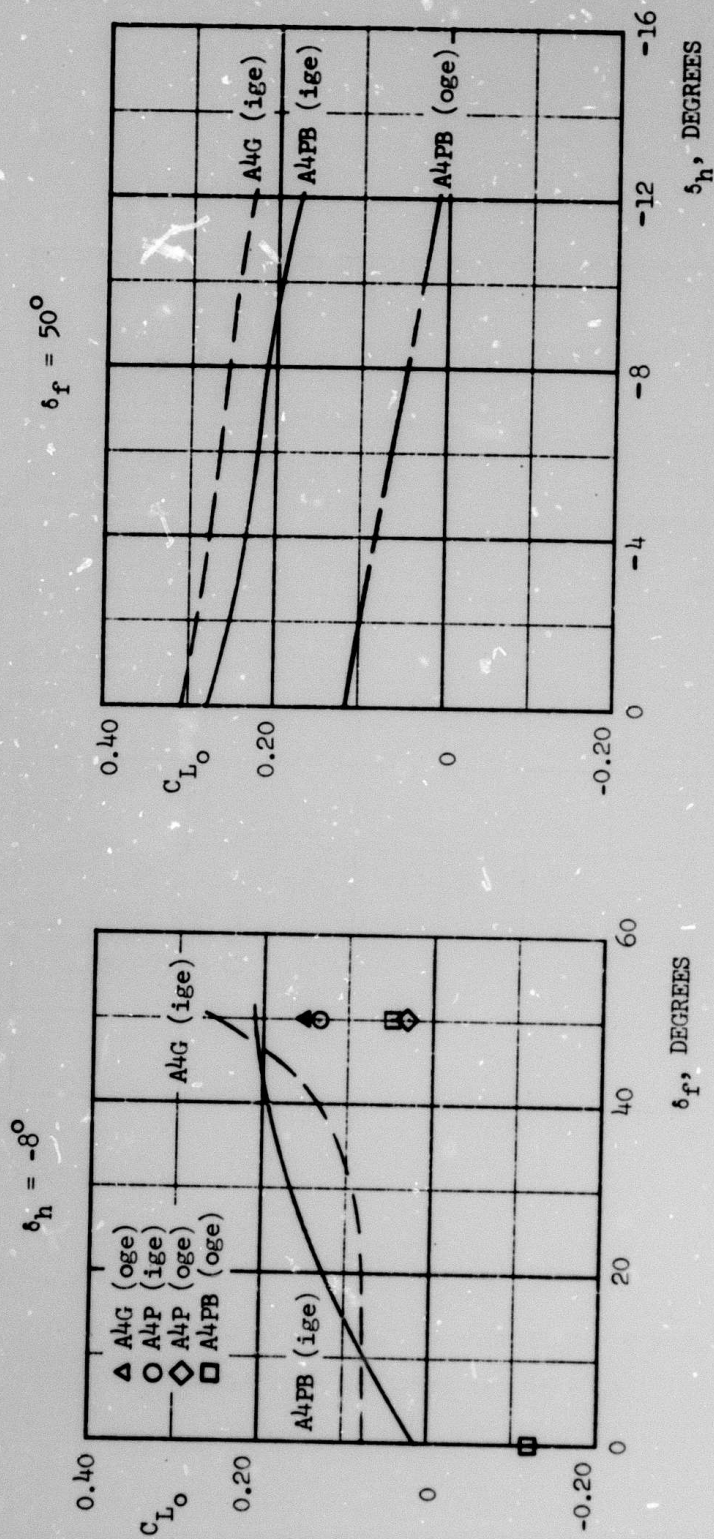 δh = -8°
0.40
CLO
0.20
0
-0.20
▲ A4G (oge)
○ A4P (ige)
◇ A4P (oge)
□ A4PB (oge)
A4G (ige)
A4PB (ige)
0
20
40
60
δf, DEGREES
δf = 50°
0.40
CLO
0.20
0
-0.20
A4G (ige)
A4PB (ige)
A4PB (oge)
0
-4
-8
-12
-16
δh, DEGREES